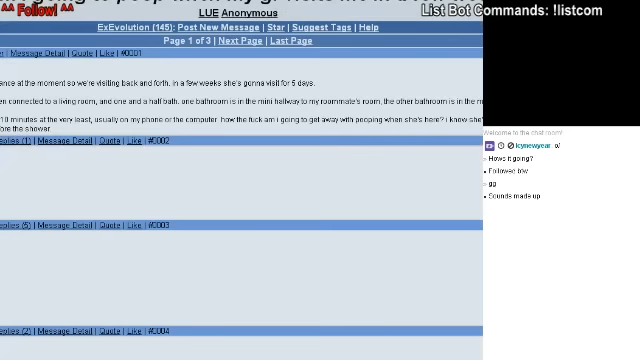 ^^ Follow! ^^
LUE Anonymous
List Bot Commands: !listcom
ExEvolution (145): Post New Message | Star | Suggest Tags | Help
Page 1 of 3 | Next Page | Last Page
| Message Detail | Quote | Like | #0001
ance at the moment so we're visiting back and forth. in a few weeks she's gonna visit for 5 days.
en connected to a living room, and one and a half bath. one bathroom is in the mini hallway to my roommate's room, the other bathroom is in the m
10 minutes at the very least, usually on my phone or the computer. how the fuck am i going to get away with pooping when she's here? i know she'
ore the shower.
eplies (1) | Message Detail | Quote | Like | #0002
eplies (5) | Message Detail | Quote | Like | #0003
eplies (2) | Message Detail | Quote | Like | #0004
Welcome to the chat room!
icynewyear o/
Hows it going?
Followed btw
gg
Sounds made up